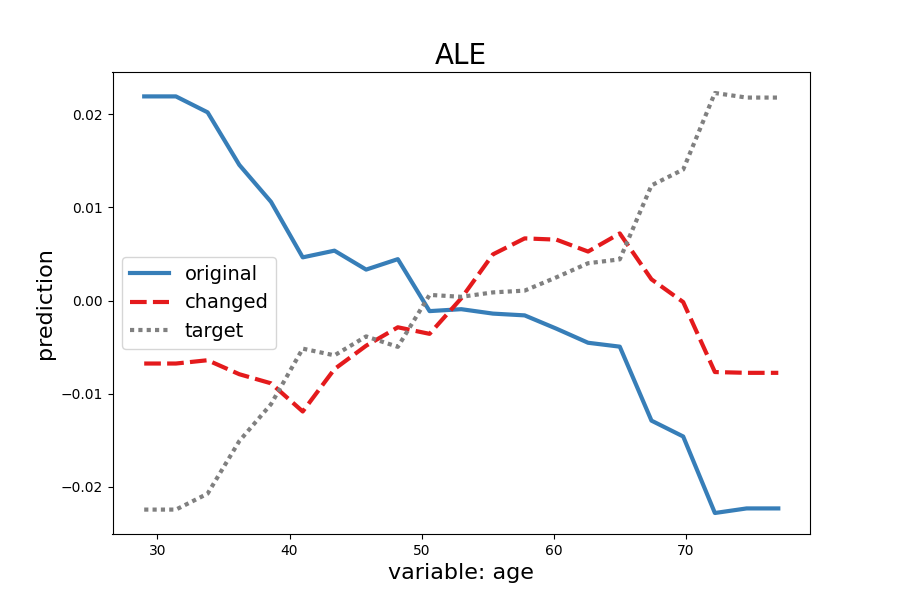 ALE
prediction
0.02
0.01
0.00
−0.01
−0.02
original
changed
target
30
40
50
60
70
variable: age